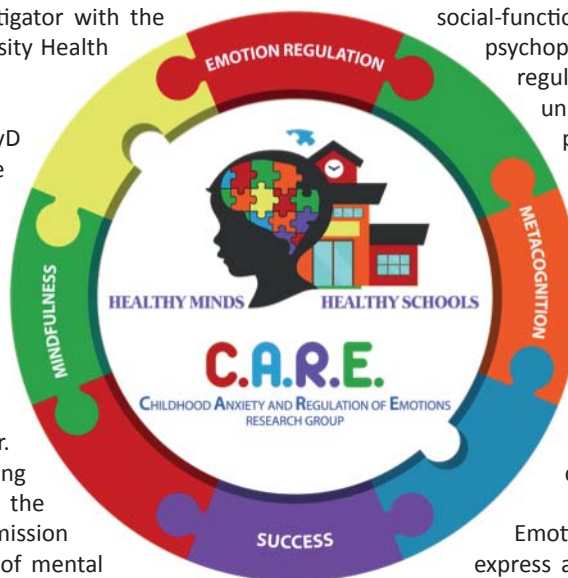 tigator with the
sity Health
yD
e
r.
ng
the
mission
of mental
EMOTION REGULATION
METACOGNITION
MINDFULNESS
SUCCESS
HEALTHY MINDS HEALTHY SCHOOLS
C.A.R.E.
CHILDHOOD ANXIETY AND REGULATION OF EMOTIONS
RESEARCH GROUP
social-functio
psychop
regul
un
p
Emoti
express a